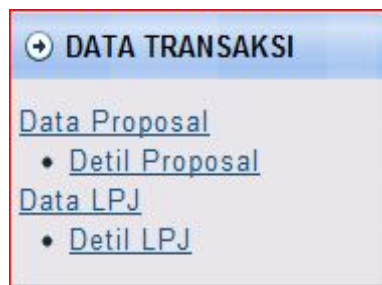 DATA TRANSAKSI
Data Proposal
• Detil Proposal
Data LPJ
• Detil LPJ